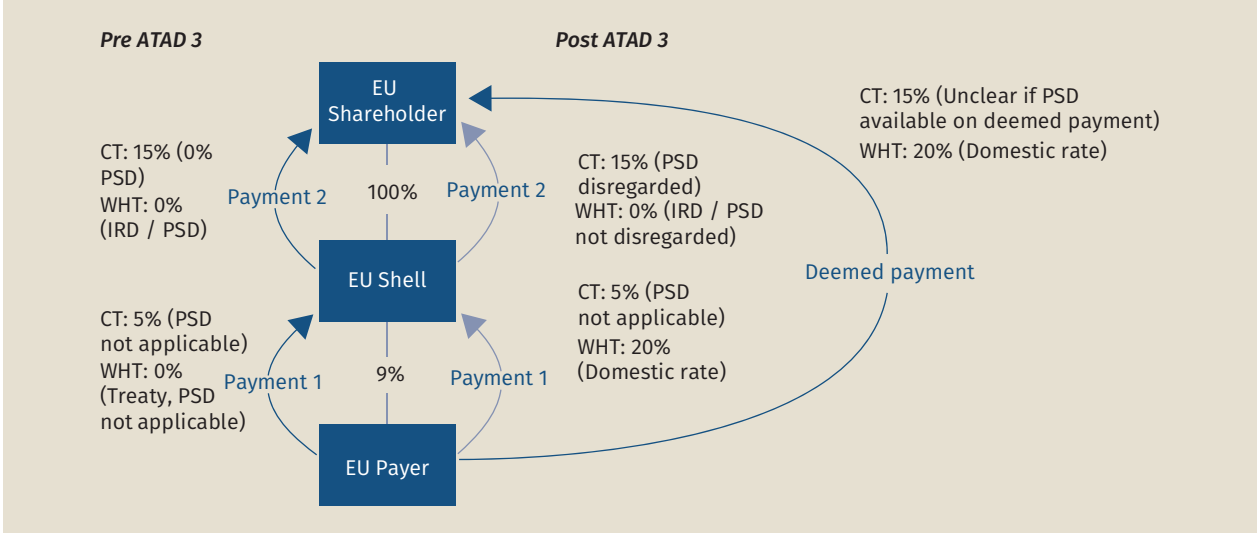 Pre ATAD 3
Post ATAD 3
EU
Shareholder
CT: 15% (Unclear if PSD
available on deemed payment)
WHT: 20% (Domestic rate)
CT: 15% (0%
PSD)
WHT: 0%
(IRD / PSD)
Payment 2
100%
Payment 2
CT: 15% (PSD
disregarded)
WHT: 0% (IRD / PSD
not disregarded)
EU Shell
Deemed payment
CT: 5% (PSD
not applicable)
WHT: 0%
(Treaty, PSD
not applicable)
Payment 1
9%
Payment 1
CT: 5% (PSD
not applicable)
WHT: 20%
(Domestic rate)
EU Payer